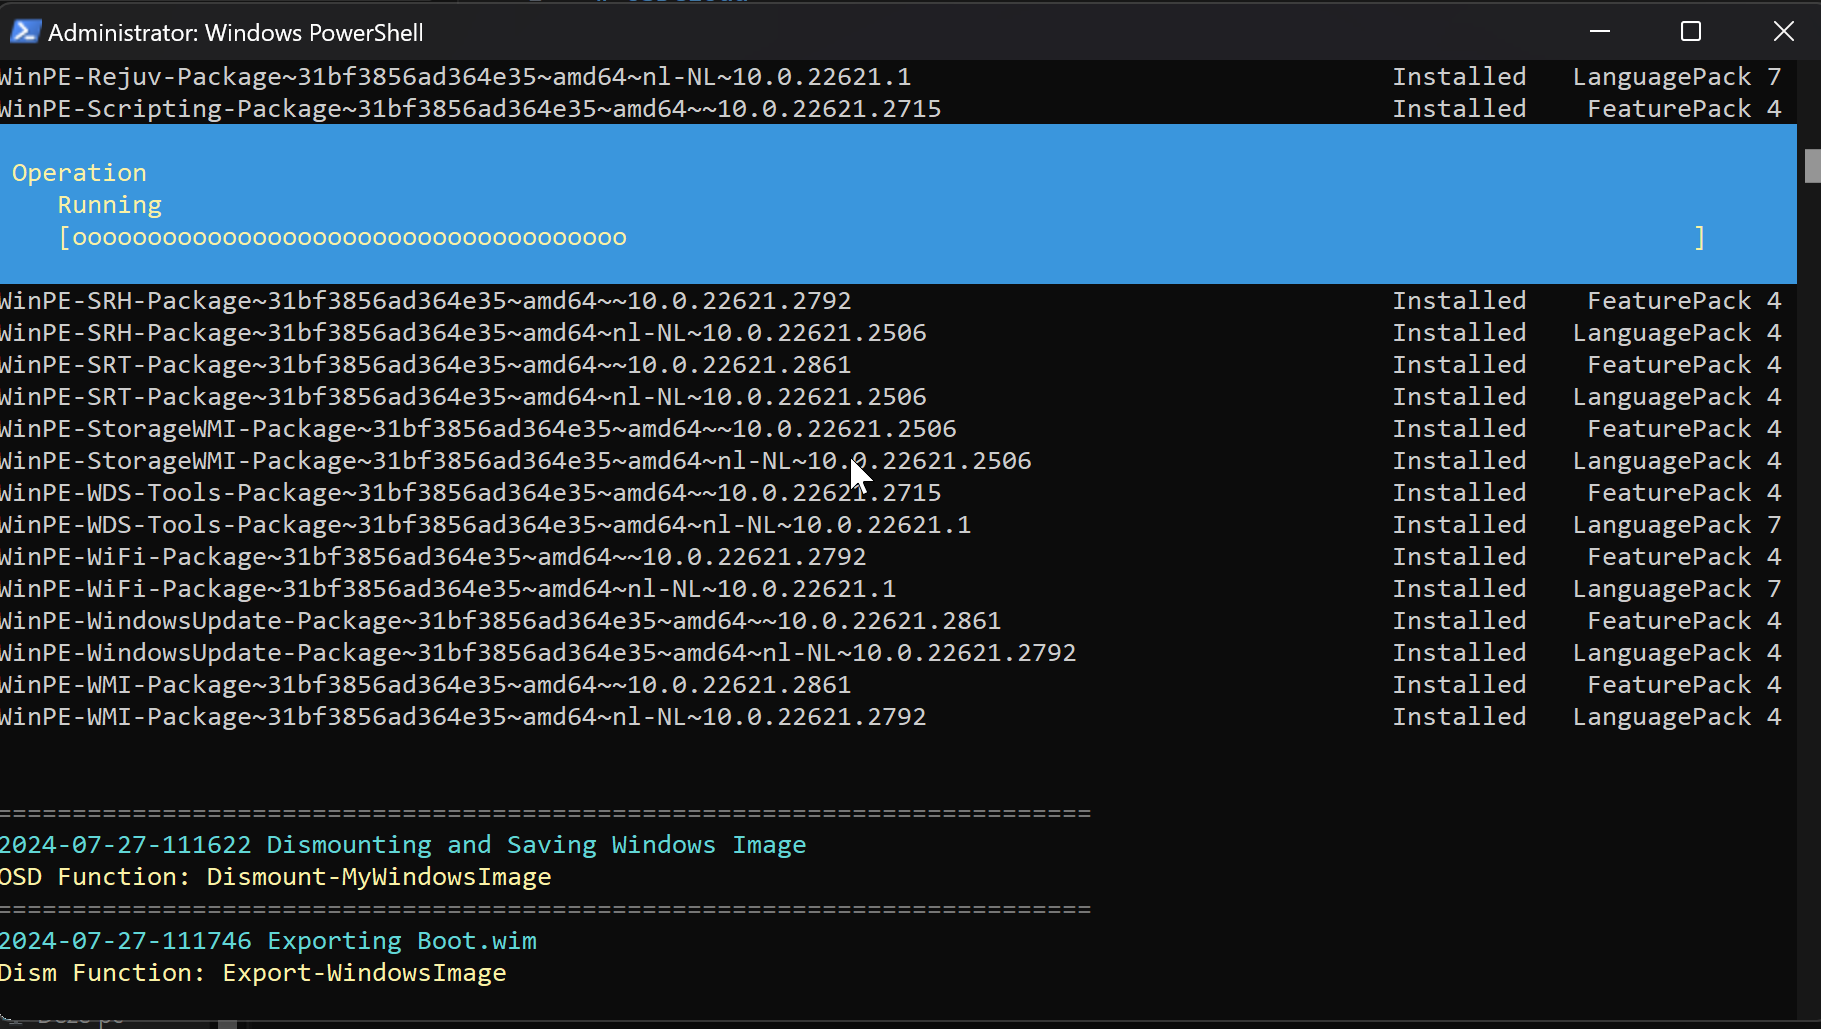 Administrator: Windows PowerShell
WinPE-Rejuv-Package~31bf3856ad364e35~amd64~nl-NL~10.0.22621.1 Installed LanguagePack 7
WinPE-Scripting-Package~31bf3856ad364e35~amd64~~10.0.22621.2715 Installed FeaturePack 4
Operation
Running
[ooooooooooooooooooooooooooooooooooooo ]
WinPE-SRH-Package~31bf3856ad364e35~amd64~~10.0.22621.2792 Installed FeaturePack 4
WinPE-SRH-Package~31bf3856ad364e35~amd64~nl-NL~10.0.22621.2506 Installed LanguagePack 4
WinPE-SRT-Package~31bf3856ad364e35~amd64~~10.0.22621.2861 Installed FeaturePack 4
WinPE-SRT-Package~31bf3856ad364e35~amd64~nl-NL~10.0.22621.2506 Installed LanguagePack 4
WinPE-StorageWMI-Package~31bf3856ad364e35~amd64~~10.0.22621.2506 Installed FeaturePack 4
WinPE-StorageWMI-Package~31bf3856ad364e35~amd64~nl-NL~10.0.22621.2506 Installed LanguagePack 4
WinPE-WDS-Tools-Package~31bf3856ad364e35~amd64~~10.0.22621.2715 Installed FeaturePack 4
WinPE-WDS-Tools-Package~31bf3856ad364e35~amd64~nl-NL~10.0.22621.1 Installed LanguagePack 7
WinPE-WiFi-Package~31bf3856ad364e35~amd64~~10.0.22621.2792 Installed FeaturePack 4
WinPE-WiFi-Package~31bf3856ad364e35~amd64~nl-NL~10.0.22621.1 Installed LanguagePack 7
WinPE-WindowsUpdate-Package~31bf3856ad364e35~amd64~~10.0.22621.2861 Installed FeaturePack 4
WinPE-WindowsUpdate-Package~31bf3856ad364e35~amd64~nl-NL~10.0.22621.2792 Installed LanguagePack 4
WinPE-WMI-Package~31bf3856ad364e35~amd64~~10.0.22621.2861 Installed FeaturePack 4
WinPE-WMI-Package~31bf3856ad364e35~amd64~nl-NL~10.0.22621.2792 Installed LanguagePack 4
=========================================================================
2024-07-27-111622 Dismounting and Saving Windows Image
OSD Function: Dismount-MyWindowsImage
=========================================================================
2024-07-27-111746 Exporting Boot.wim
Dism Function: Export-WindowsImage